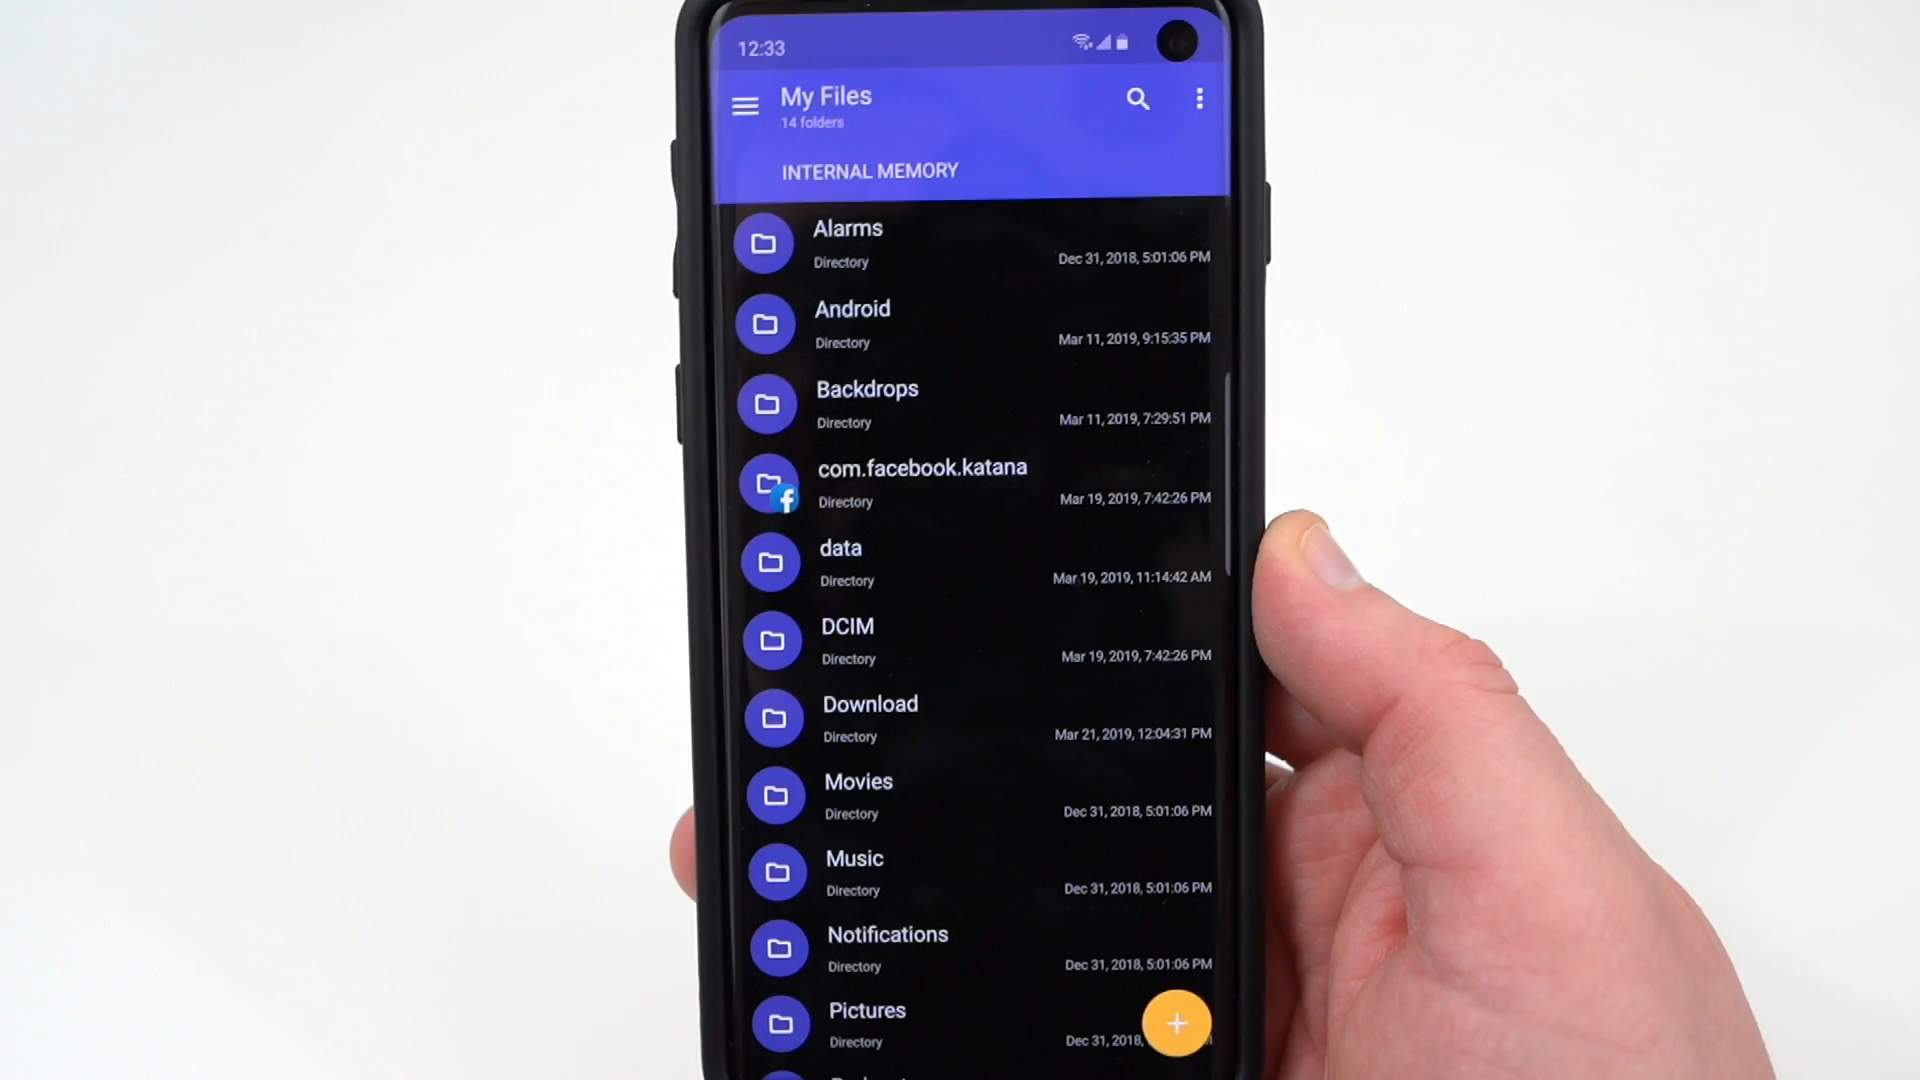 12:33
My Files
14 folders
INTERNAL MEMORY
Alarms
Directory
Dec 31, 2018, 5:01:06 PM
Android
Directory
Mar 11, 2019, 9:15:35 PM
Backdrops
Directory
Mar 11, 2019, 7:29:51 PM
com.facebook.katana
Directory
Mar 19, 2019, 7:42:26 PM
data
Directory
Mar 19, 2019, 11:14:42 AM
DCIM
Directory
Mar 19, 2019, 7:42:26 PM
Download
Directory
Mar 21, 2019, 12:04:31 PM
Movies
Directory
Dec 31, 2018, 5:01:06 PM
Music
Directory
Dec 31, 2018, 5:01:06 PM
Notifications
Directory
Dec 31, 2018, 5:01:06 PM
Pictures
Directory
Dec 31, 2018,